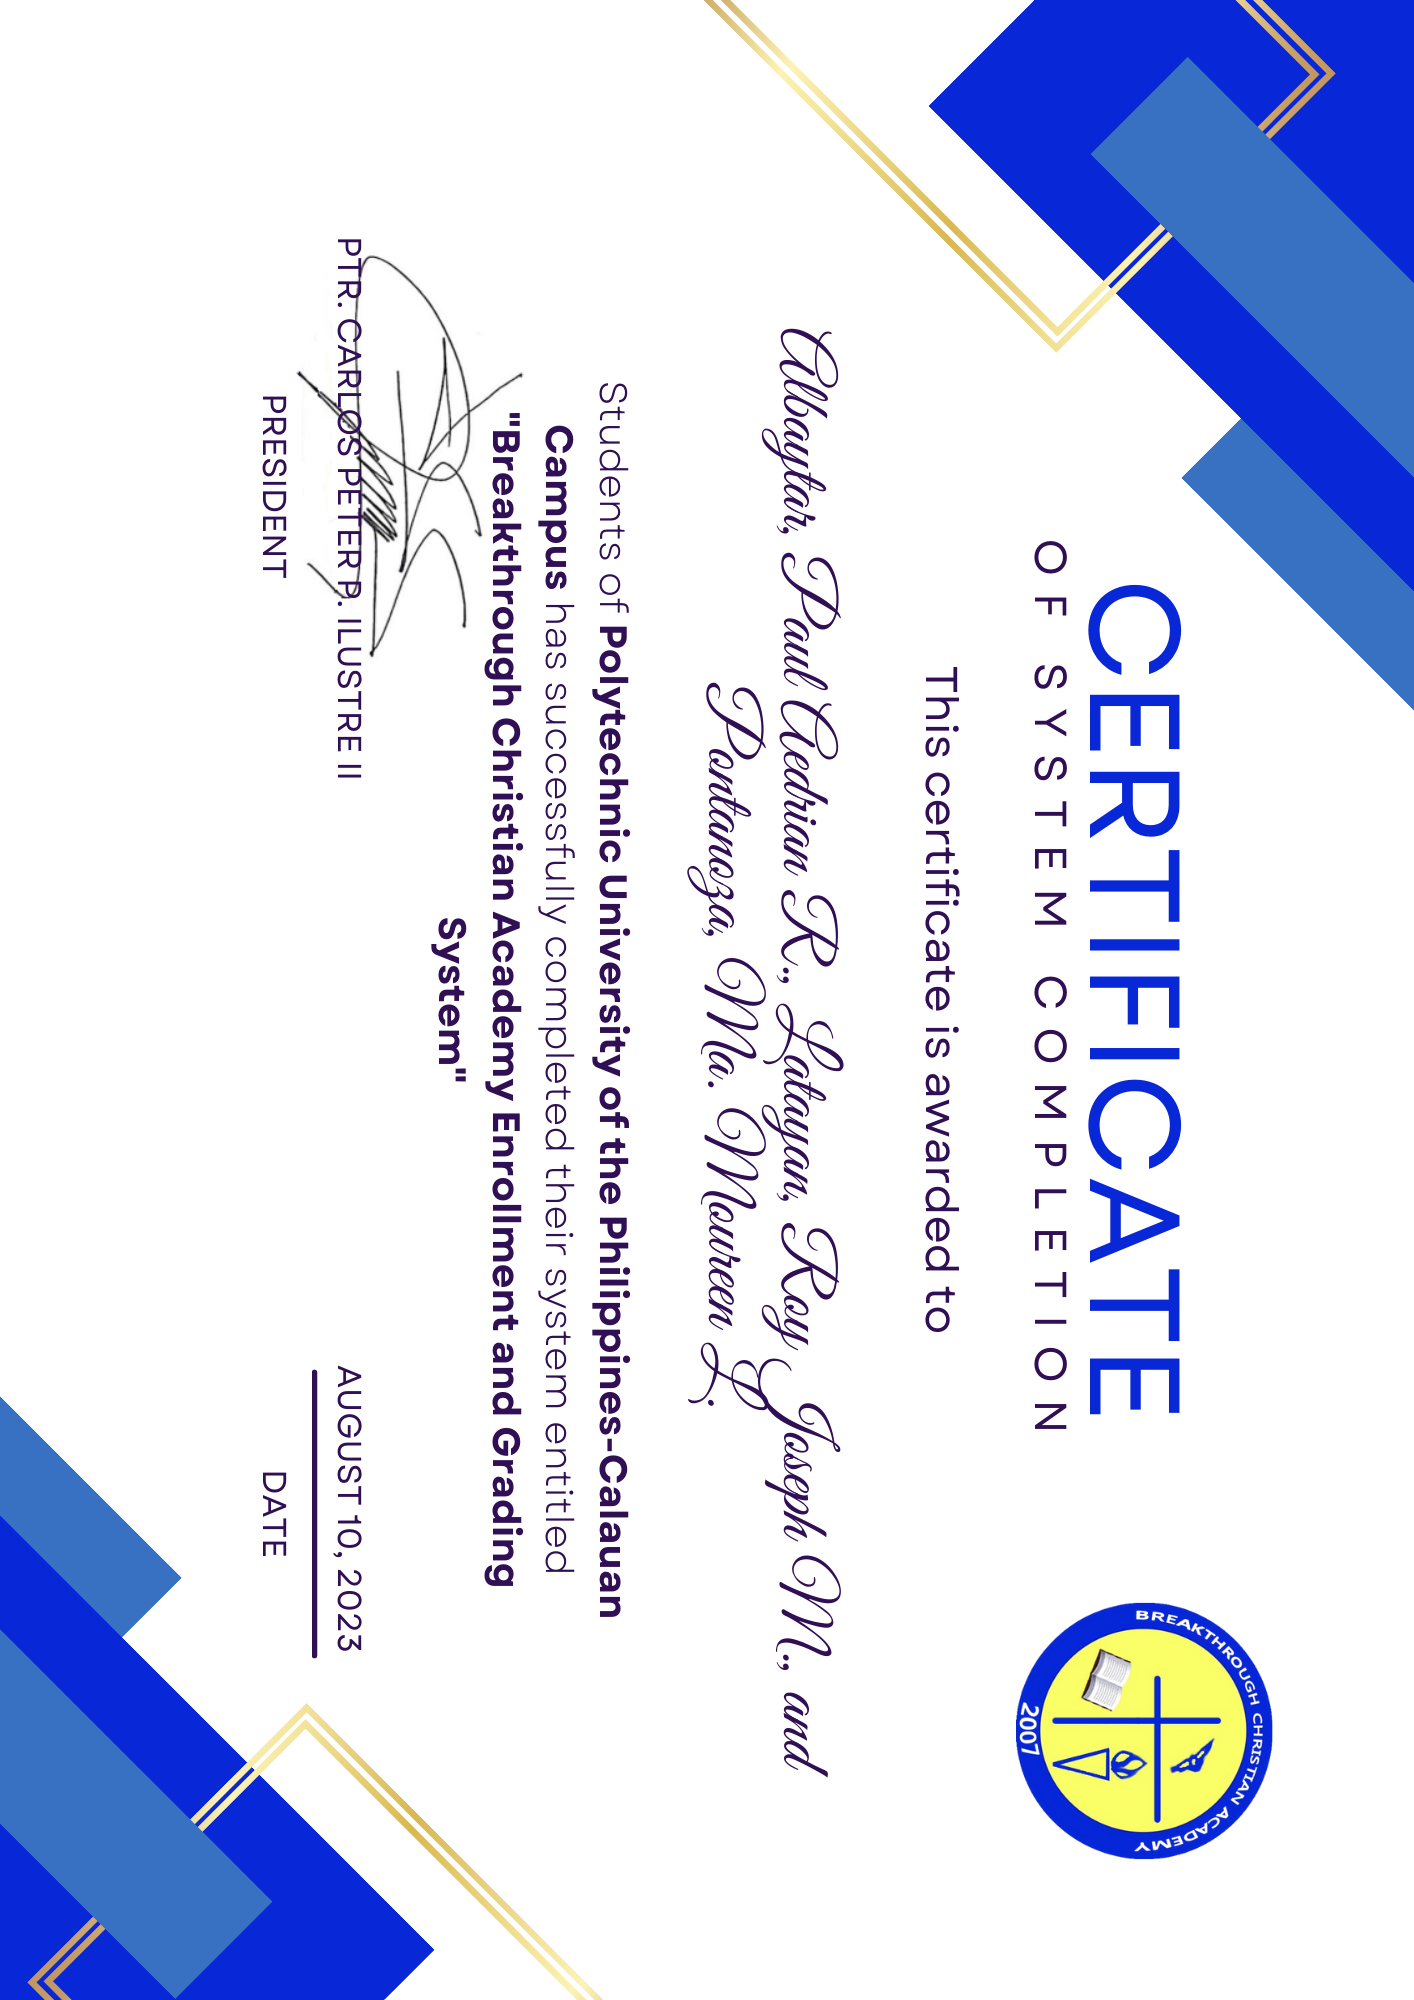 CERTIFICATE
OF SYSTEM COMPLETION
BREAKTHROUGH CHRISTIAN ACADEMY
2007
This certificate is awarded to
Albaytar, Paul Aedrian R., Latayan, Roy Joseph M., and
Pontanoza, Ma. Mowreen L.
Students of Polytechnic University of the Philippines-Calauan
Campus has successfully completed their system entitled
"Breakthrough Christian Academy Enrollment and Grading
System"
PTR. CARLOS PETER P. ILUSTRE II
PRESIDENT
AUGUST 10, 2023
DATE